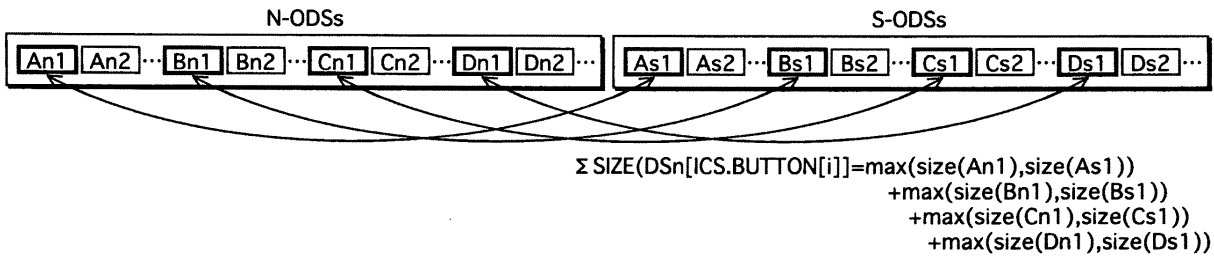 N-ODSs S-ODSs
An1 An2 ··· Bn1 Bn2 ··· Cn1 Cn2 ··· Dn1 Dn2 ··· As1 As2 ··· Bs1 Bs2 ··· Cs1 Cs2 ··· Ds1 Ds2 ···
Σ SIZE(DSn[ICS.BUTTON[i]]=max(size(An1),size(As1))
+max(size(Bn1),size(Bs1))
+max(size(Cn1),size(Cs1))
+max(size(Dn1),size(Ds1))